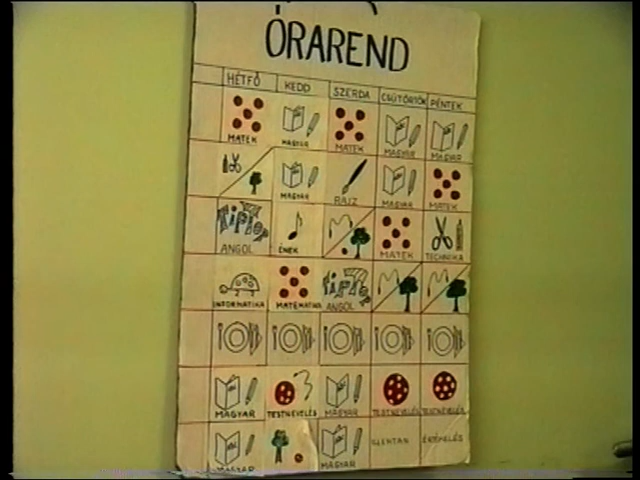 ÓRAREND
HÉTFŐ KEDD SZERDA CSÜTÖRTÖK PÉNTEK
MATEK MAGYAR MATEK MAGYAR MAGYAR
MAGYAR RAJZ MAGYAR MATEK
ANGOL ÉNEK MATEK TECHNIKA
INFORMATIKA MATEMATIKA ANGOL
MAGYAR TESTNEVELÉS MAGYAR TESTNEVELÉS TESTNEVELÉS
MAGYAR MAGYAR ÉRTÉKELÉS